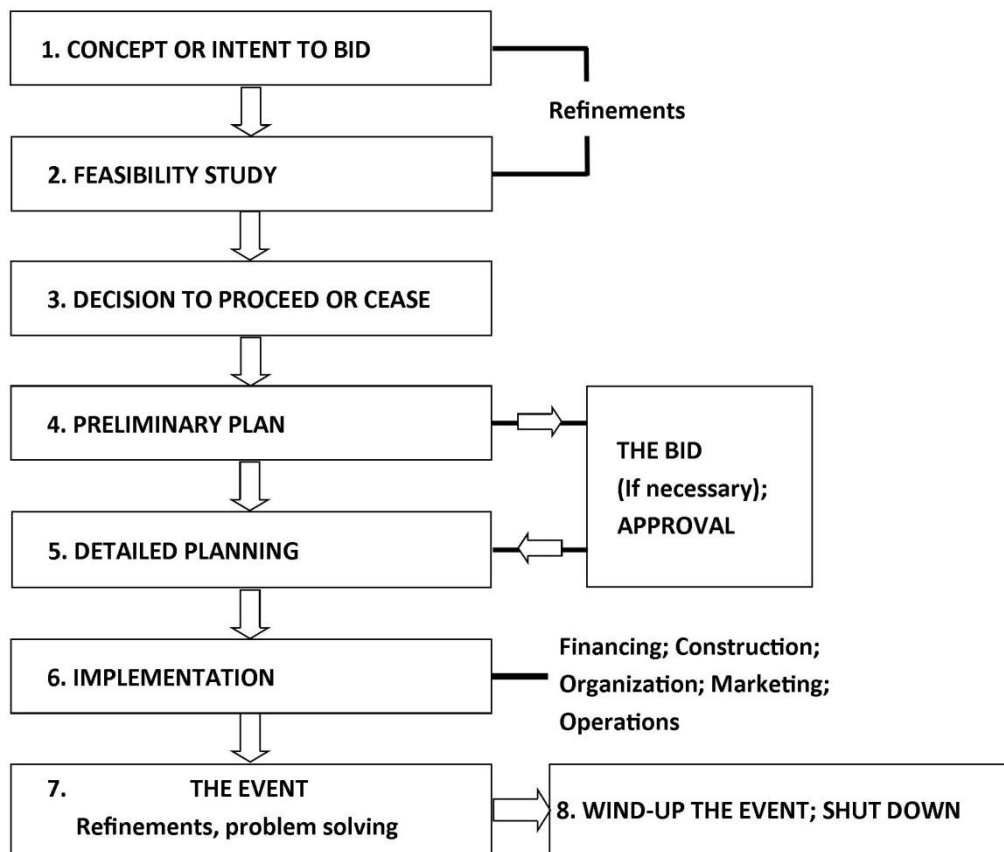 1. CONCEPT OR INTENT TO BID
Refinements
2. FEASIBILITY STUDY
3. DECISION TO PROCEED OR CEASE
4. PRELIMINARY PLAN
THE BID
(If necessary);
APPROVAL
5. DETAILED PLANNING
6. IMPLEMENTATION
Financing; Construction;
Organization; Marketing;
Operations
7. THE EVENT
Refinements, problem solving
8. WIND-UP THE EVENT; SHUT DOWN